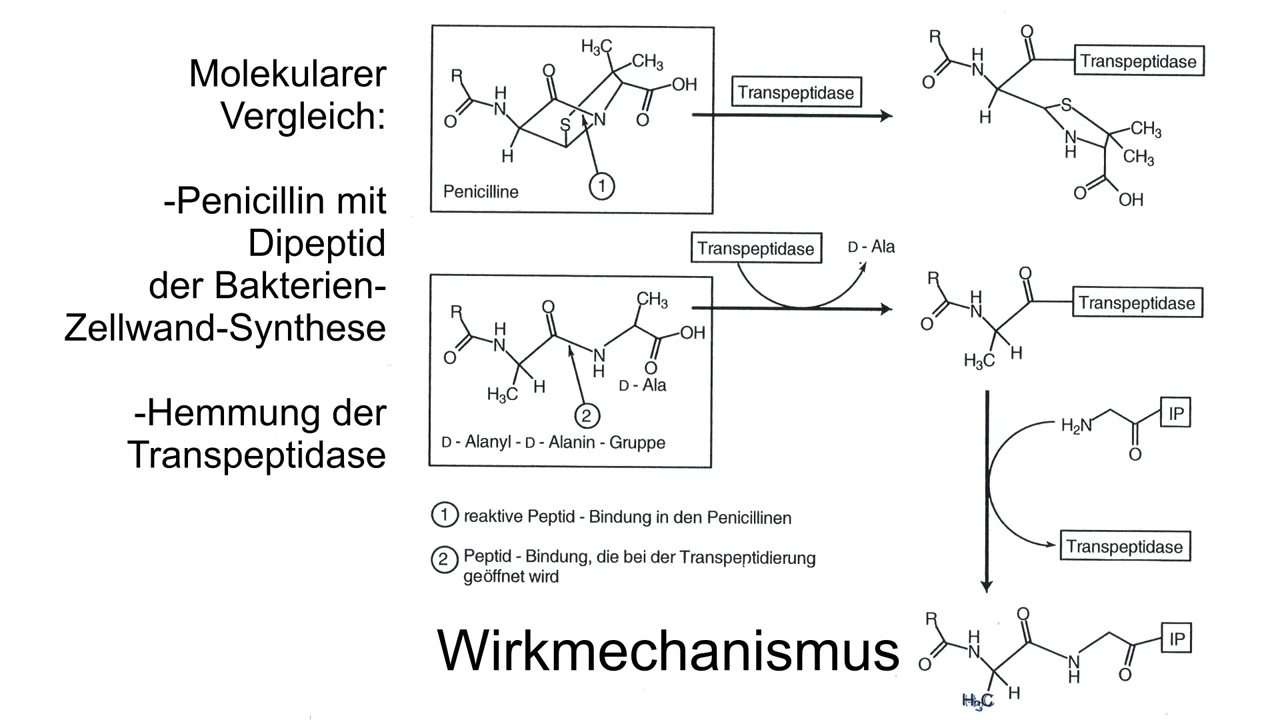 Molekularer
Vergleich:
-Penicillin mit
Dipeptid
der Bakterien-
Zellwand-Synthese
-Hemmung der
Transpeptidase
R
O
H
N
H
O
S
N
H₃C
CH₃
OH
O
1
Penicilline
Transpeptidase
R
O
H
N
H
O
Transpeptidase
S
N
H
CH₃
CH₃
O
OH
R
O
H
N
H₃C
H
O
N
H
CH₃
OH
O
D - Ala
2
D - Alanyl - D - Alanin - Gruppe
Transpeptidase
D - Ala
R
O
H
N
H₃C
H
O
Transpeptidase
H₂N
O
IP
Transpeptidase
1 reaktive Peptid - Bindung in den Penicillinen
2 Peptid - Bindung, die bei der Transpeptidierung
geöffnet wird
Wirkmechanismus
R
O
H
N
H₃C
H
O
N
H
O
IP